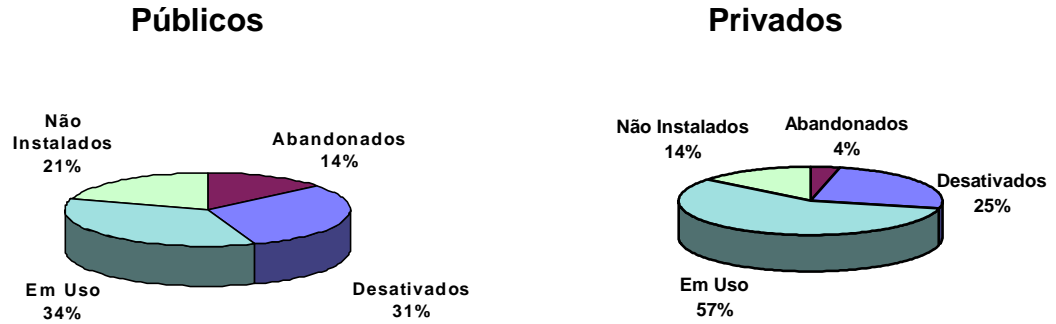 Públicos
Não
Instalados
21%
Abandonados
14%
Em Uso
34%
Desativados
31%
Privados
Não Instalados
14%
Abandonados
4%
Desativados
25%
Em Uso
57%